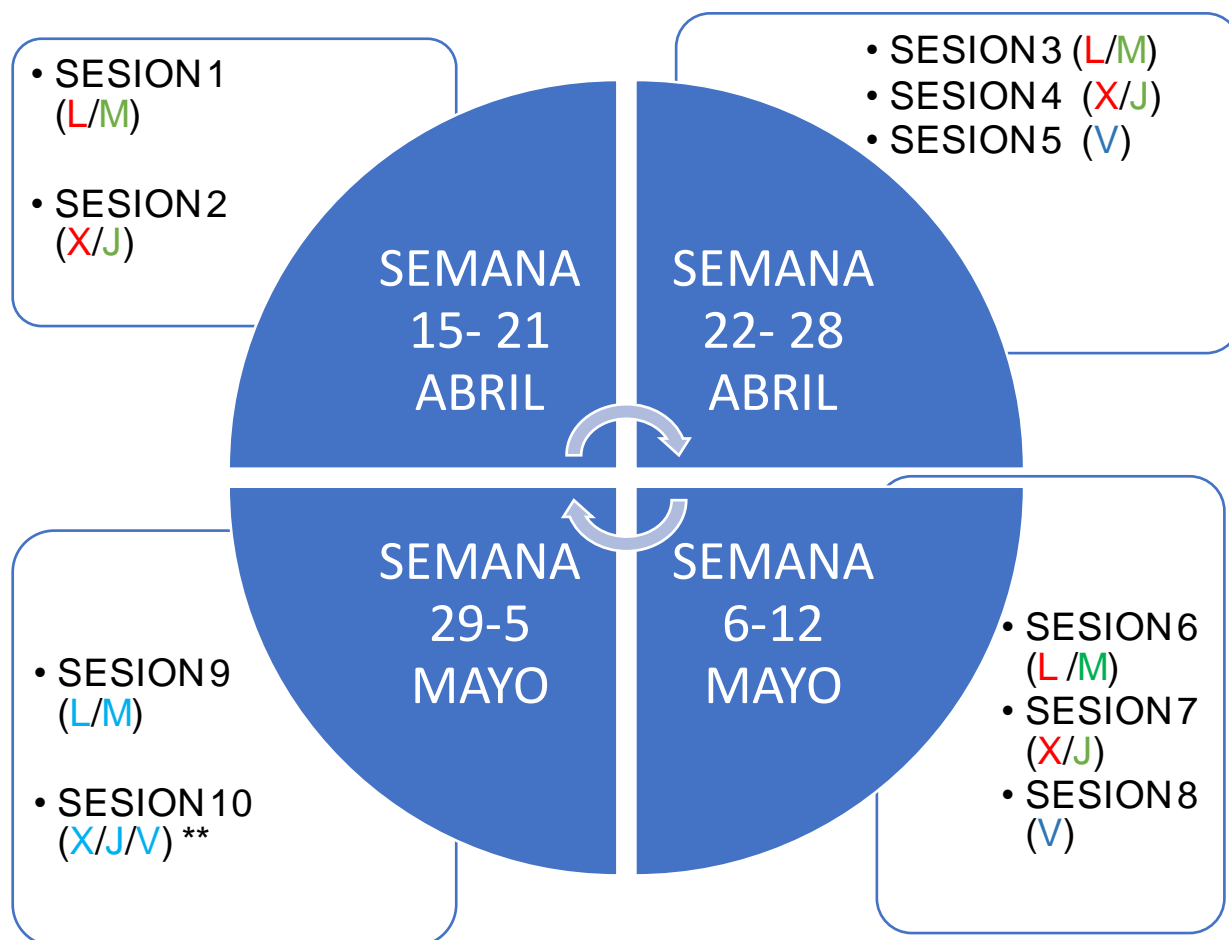 • SESION 1
(L/M)
• SESION 2
(X/J)
SEMANA
15- 21
ABRIL
SEMANA
22- 28
ABRIL
• SESION 3 (L/M)
• SESION 4 (X/J)
• SESION 5 (V)
• SESION 9
(L/M)
• SESION 10
(X/J/V) **
SEMANA
29-5
MAYO
SEMANA
6-12
MAYO
• SESION 6
(L /M)
• SESION 7
(X/J)
• SESION 8
(V)